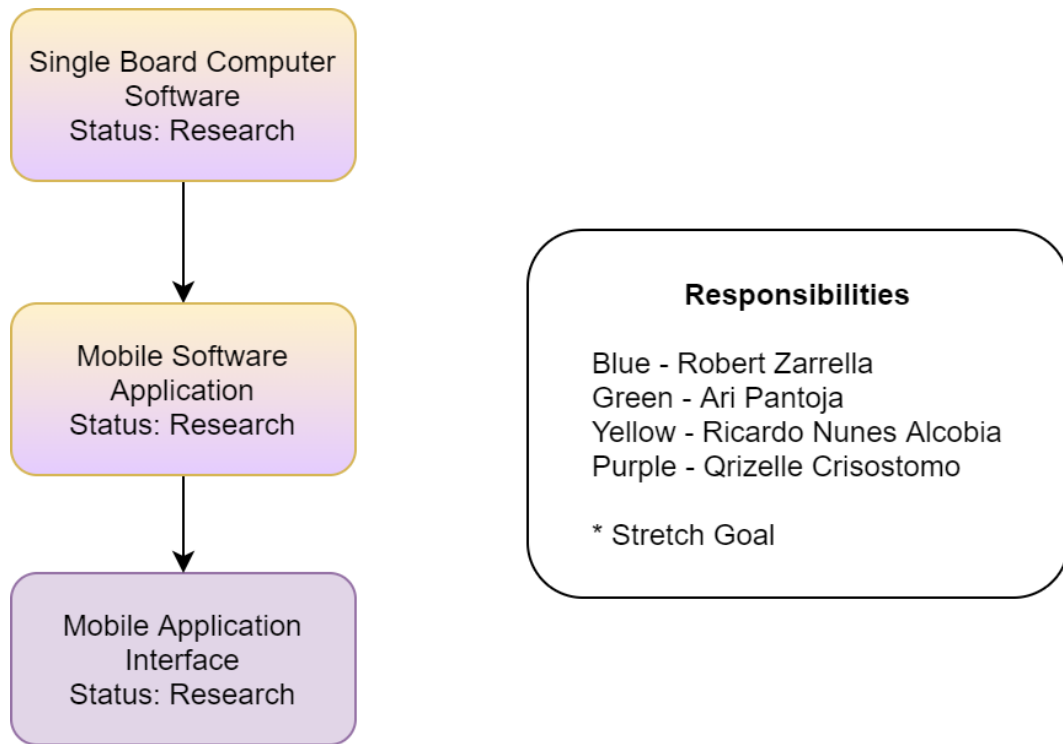 Single Board Computer
Software
Status: Research
Mobile Software
Application
Status: Research
Mobile Application
Interface
Status: Research
Responsibilities
Blue - Robert Zarrella
Green - Ari Pantoja
Yellow - Ricardo Nunes Alcobia
Purple - Qrizelle Crisostomo
* Stretch Goal